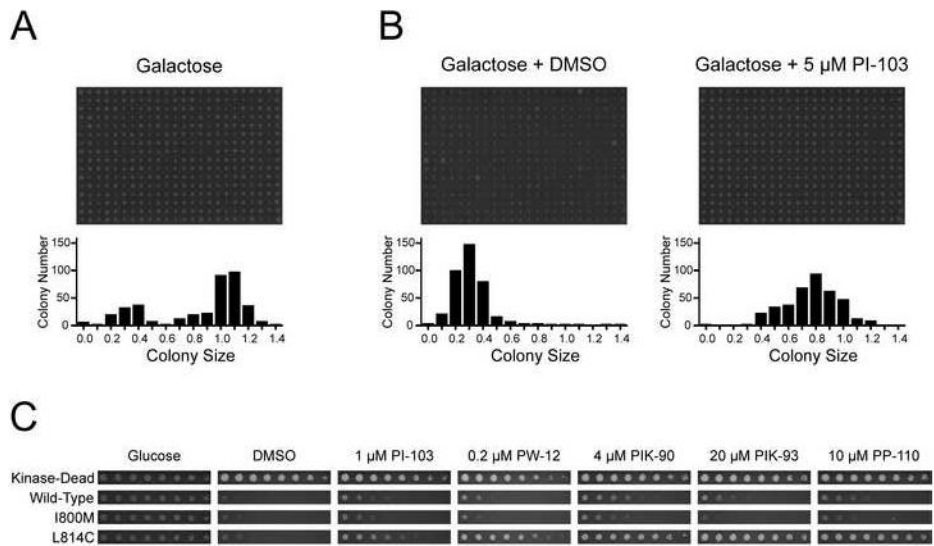 A
B
Galactose
Galactose + DMSO
Galactose + 5 µM PI-103
Colony Number
150
100
50
0
0.0 0.2 0.4 0.6 0.8 1.0 1.2 1.4
Colony Size
Colony Number
150
100
50
0
0.0 0.2 0.4 0.6 0.8 1.0 1.2 1.4
Colony Size
Colony Number
150
100
50
0
0.0 0.2 0.4 0.6 0.8 1.0 1.2 1.4
Colony Size
C
Glucose DMSO 1 µM PI-103 0.2 µM PW-12 4 µM PIK-90 20 µM PIK-93 10 µM PP-110
Kinase-Dead
Wild-Type
I800M
L814C